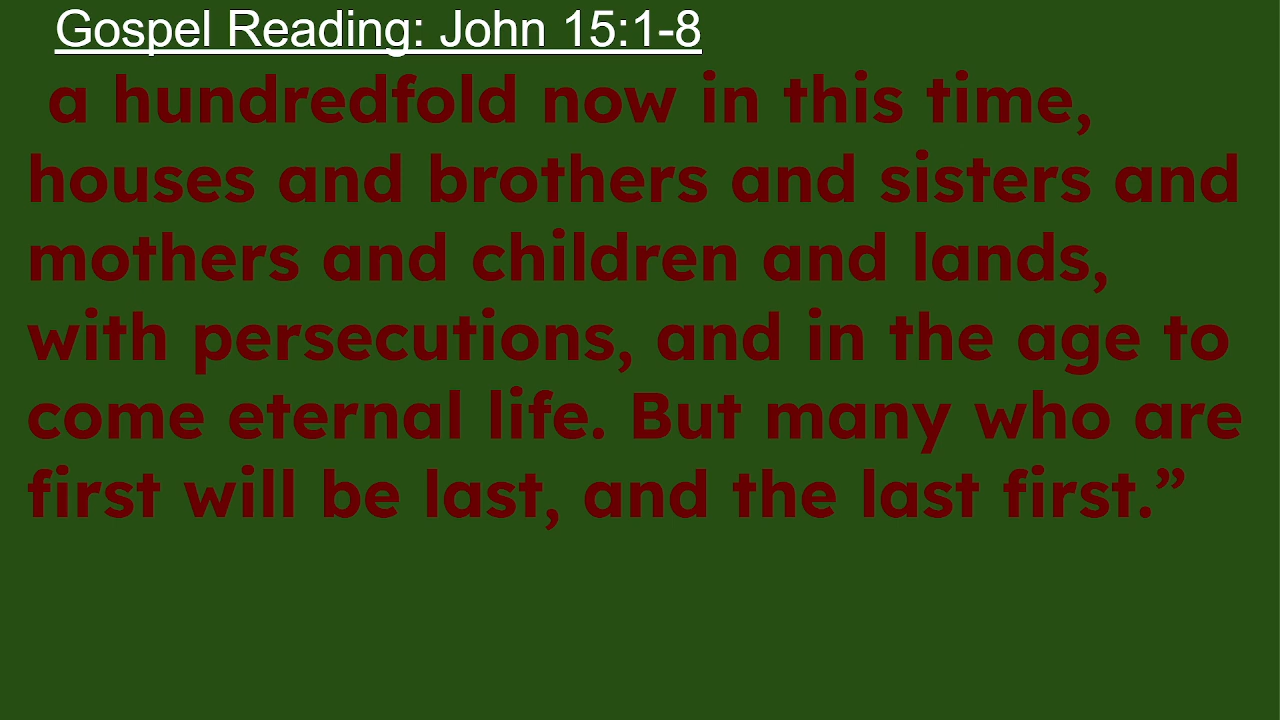 Gospel Reading: John 15:1-8
a hundredfold now in this time,
houses and brothers and sisters and
mothers and children and lands,
with persecutions, and in the age to
come eternal life. But many who are
first will be last, and the last first.”